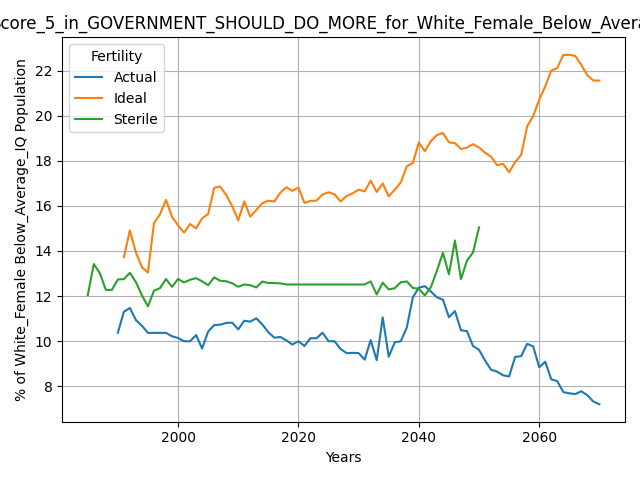 core_5_in_GOVERNMENT_SHOULD_DO_MORE_for_White_Female_Below_Avera
Fertility
Actual
Ideal
Sterile
% of White_Female Below_Average_IQ Population
22
20
18
16
14
12
10
8
2000
2020
2040
2060
Years